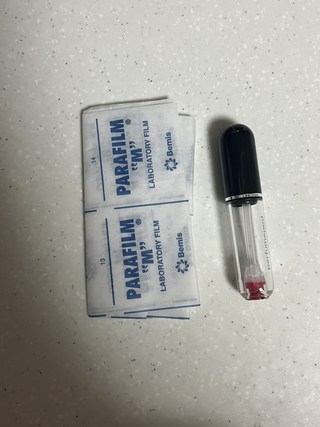 14
PARAFILM®
"M"
LABORATORY FILM
Bemis
13
PARAFILM®
"M"
LABORATORY FILM
Bemis